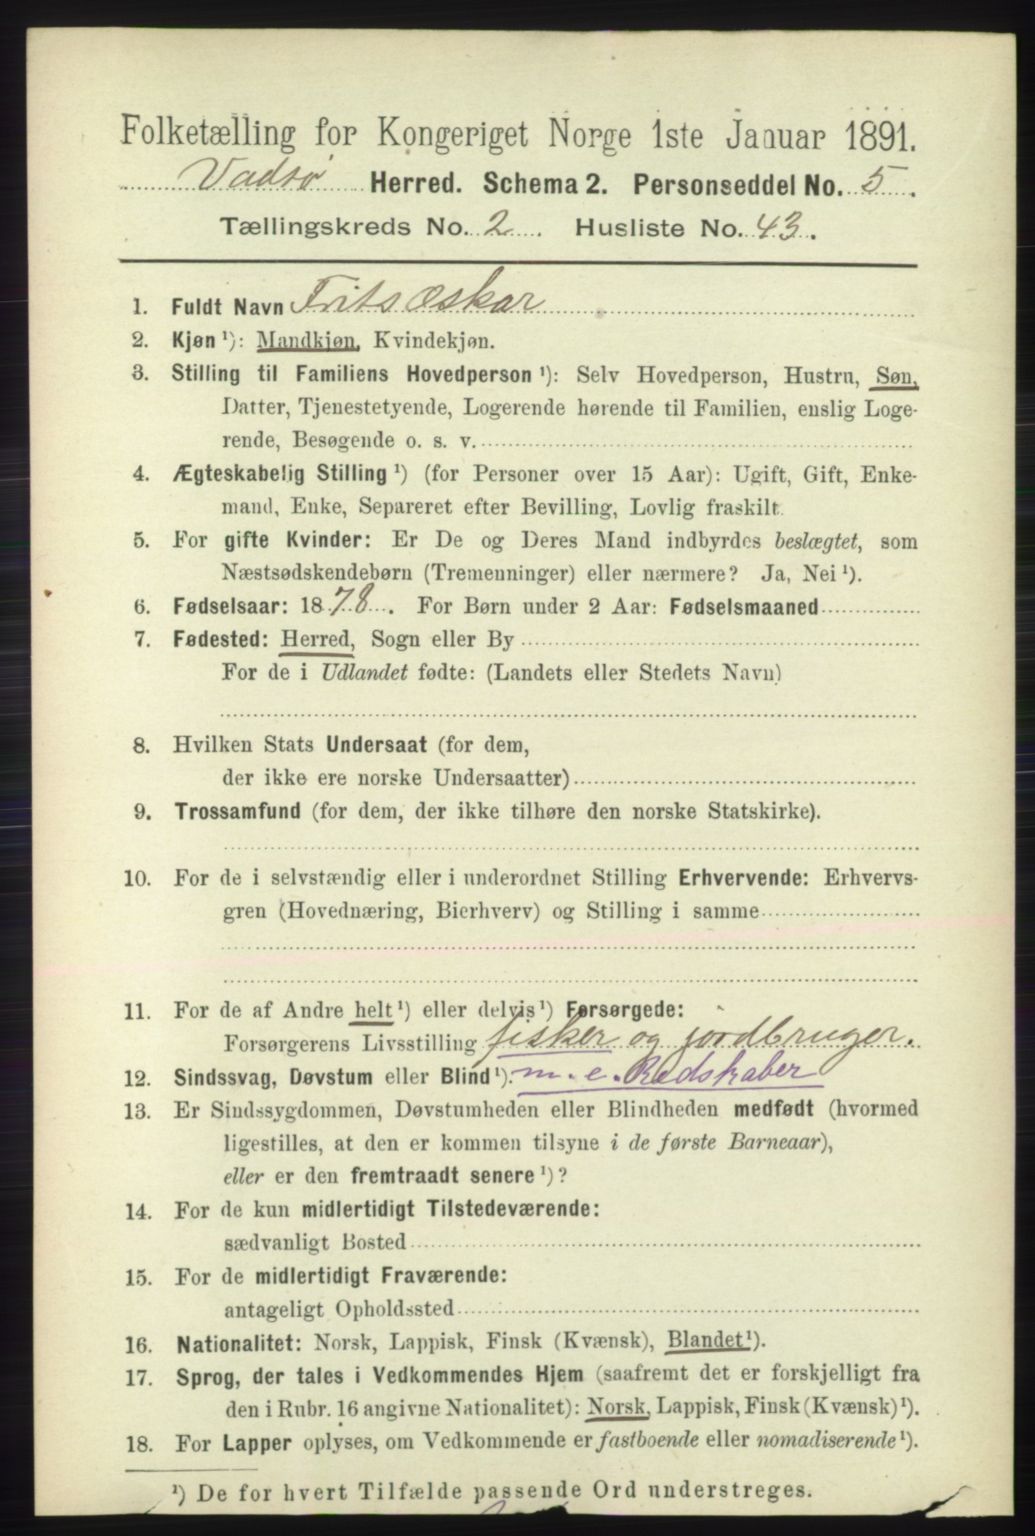 Folketælling for Kongeriget Norge 1ste Januar 1891.
Vadsø Herred. Schema 2. Personseddel No. 5.
Tællingskreds No. 2. Husliste No. 43.
1. Fuldt Navn Frits Oskar
2. Kjøn ¹): Mandkjøn, Kvindekjøn.
3. Stilling til Familiens Hovedperson ¹): Selv Hovedperson, Hustru, Søn,
Datter, Tjenestetyende, Logerende hørende til Familien, enslig Loge-
rende, Besøgende o. s. v.
4. Ægteskabelig Stilling ¹) (for Personer over 15 Aar): Ugift, Gift, Enke-
mand, Enke, Separeret efter Bevilling, Lovlig fraskilt.
5. For gifte Kvinder: Er De og Deres Mand indbyrdes beslægtet, som
Næstsødskendebørn (Tremenninger) eller nærmere? Ja, Nei ¹).
6. Fødselsaar: 1878. For Børn under 2 Aar: Fødselsmaaned
7. Fødested: Herred, Sogn eller By
For de i Udlandet fødte: (Landets eller Stedets Navn)
8. Hvilken Stats Undersaat (for dem,
der ikke ere norske Undersaatter)
9. Trossamfund (for dem, der ikke tilhøre den norske Statskirke).
10. For de i selvstændig eller i underordnet Stilling Erhvervende: Erhvervs-
gren (Hovednæring, Bierhverv) og Stilling i samme
11. For de af Andre helt ¹) eller delvis ¹) Forsørgede:
Forsørgerens Livsstilling fisker og jordbruger.
12. Sindssvag, Døvstum eller Blind ¹). m. e. Redskaber
13. Er Sindssygdommen, Døvstumheden eller Blindheden medfødt (hvormed
ligestilles, at den er kommen tilsyne i de første Barneaar),
eller er den fremtraadt senere ¹)?
14. For de kun midlertidigt Tilstedeværende:
sædvanligt Bosted
15. For de midlertidigt Fraværende:
antageligt Opholdssted
16. Nationalitet: Norsk, Lappisk, Finsk (Kvænsk), Blandet ¹).
17. Sprog, der tales i Vedkommendes Hjem (saafremt det er forskjelligt fra
den i Rubr. 16 angivne Nationalitet): Norsk, Lappisk, Finsk (Kvænsk) ¹).
18. For Lapper oplyses, om Vedkommende er fastboende eller nomadiserende ¹).
¹) De for hvert Tilfælde passende Ord understreges.